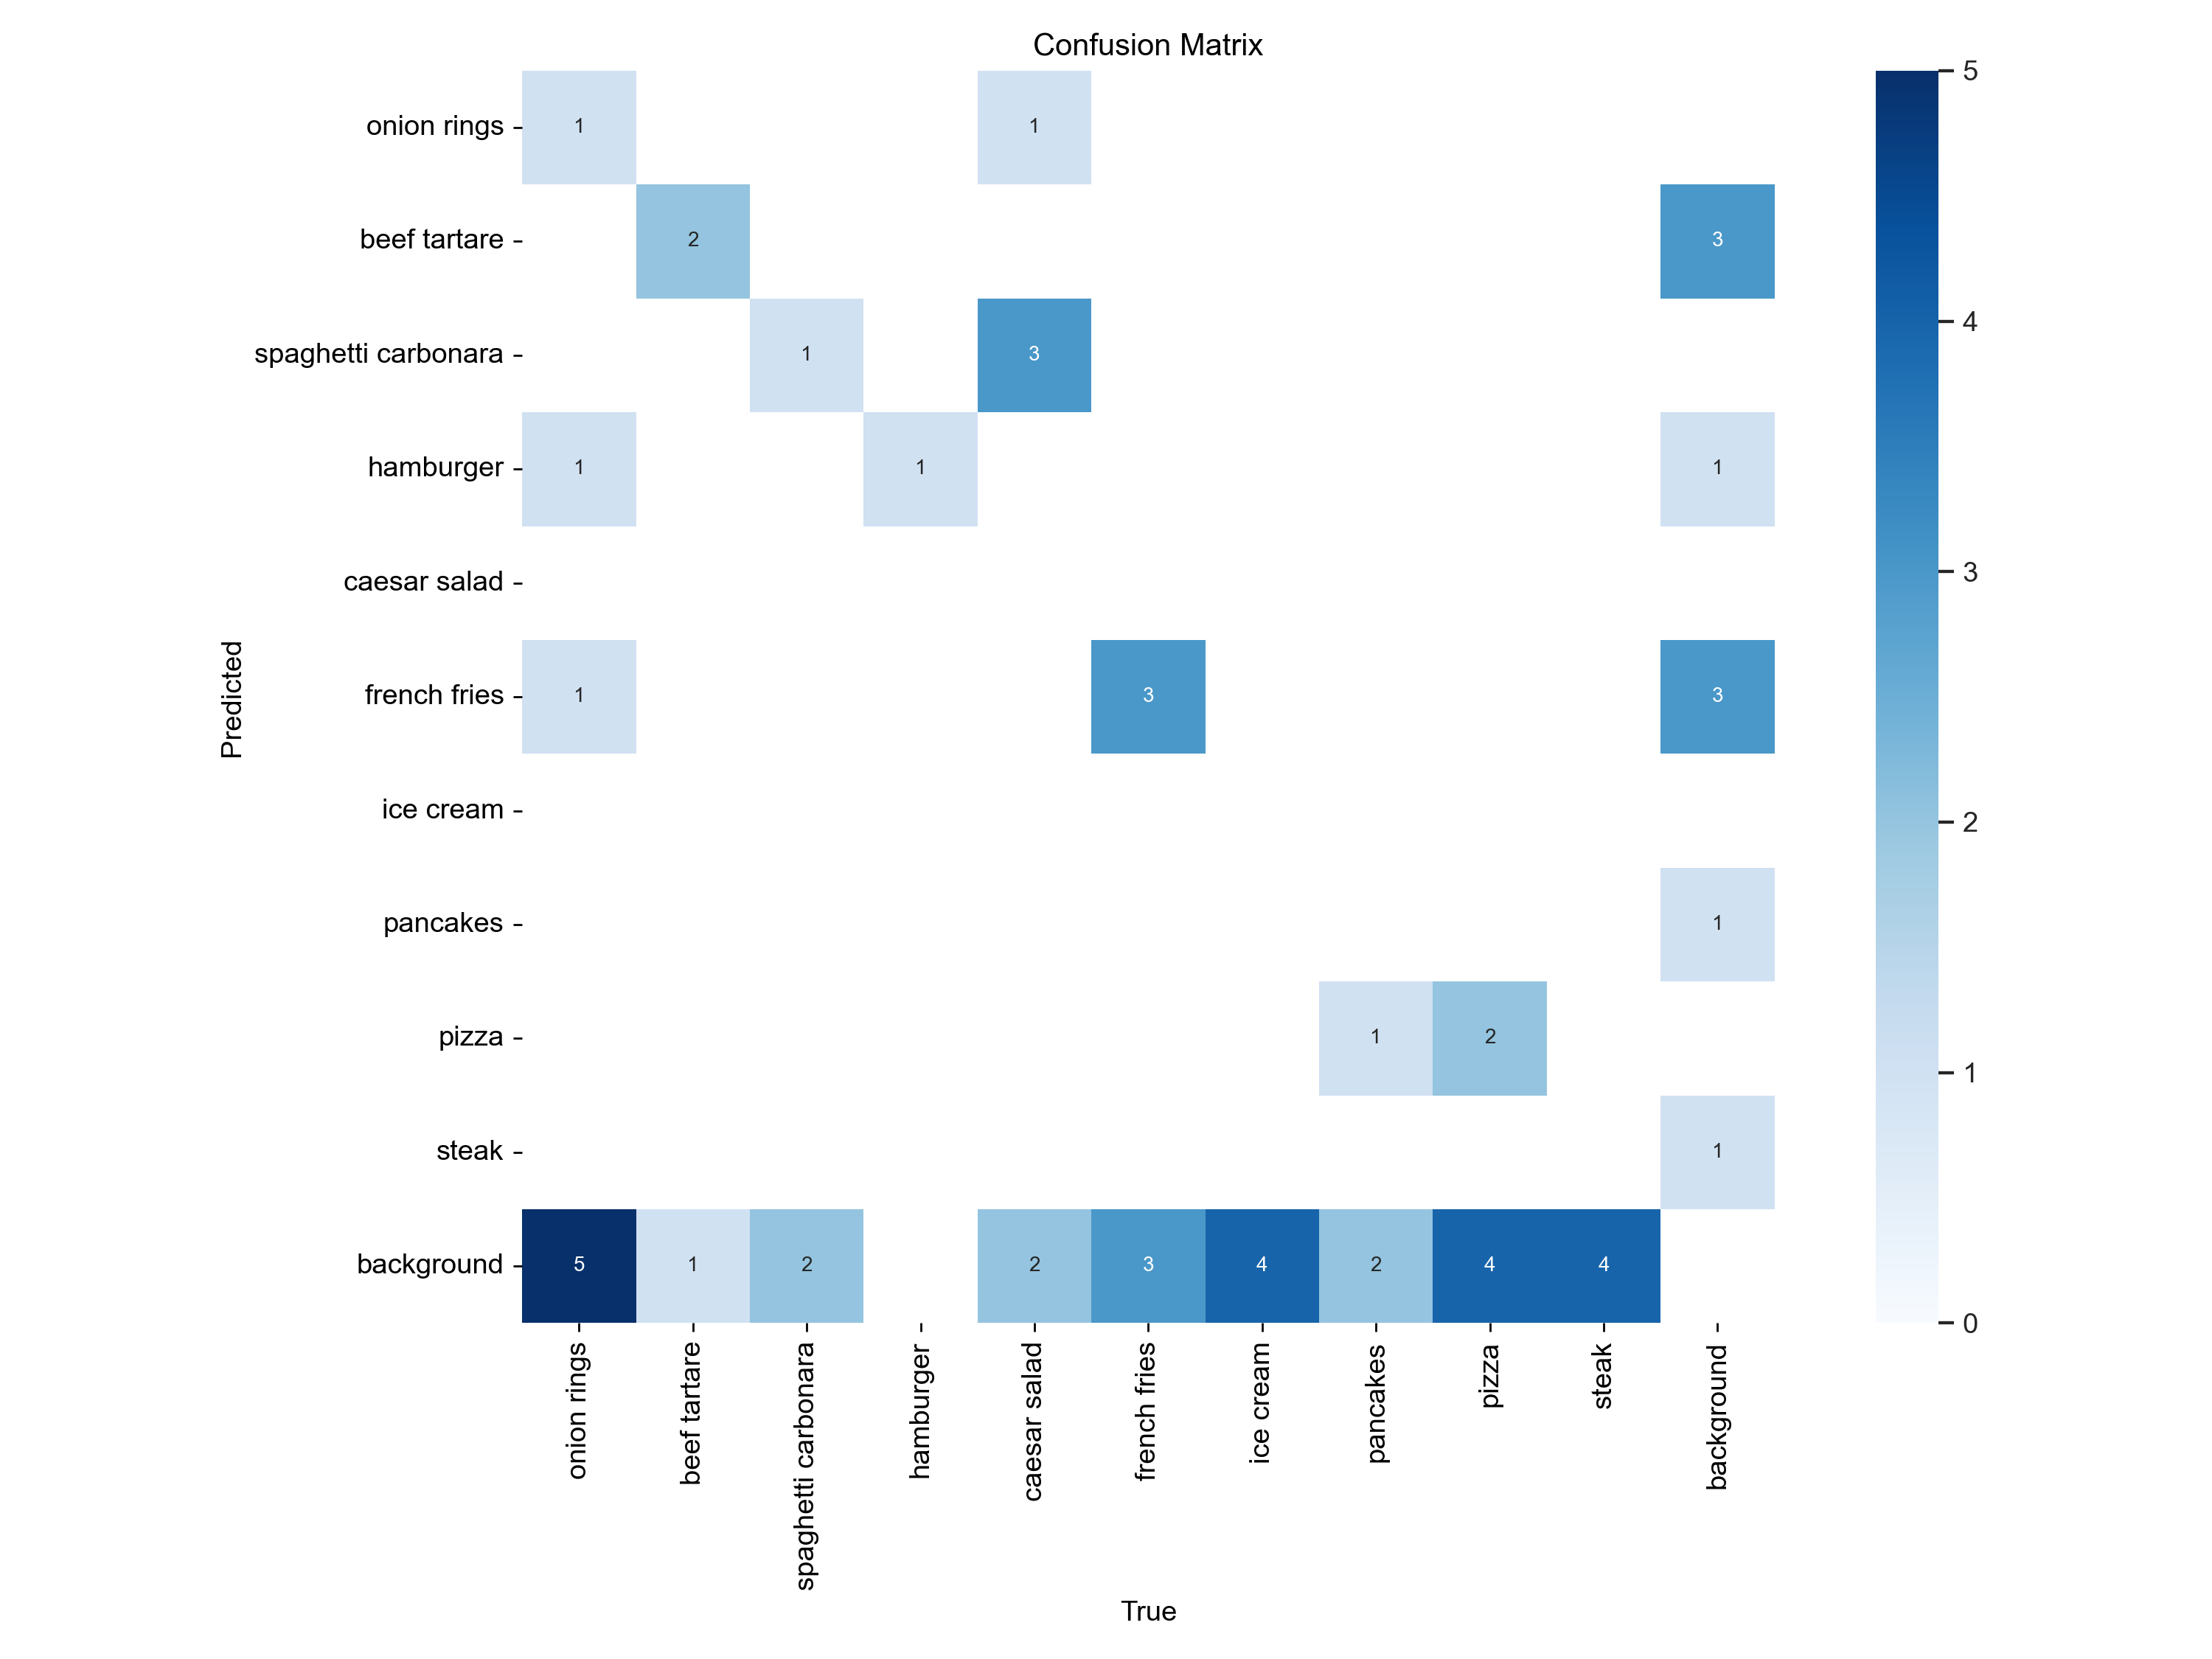 Confusion Matrix
onion rings 1 1
beef tartare 2 3
spaghetti carbonara 1 3
hamburger 1 1 1
caesar salad
french fries 1 3 3
ice cream
pancakes 1
pizza 1 2
steak 1
background 5 1 2 2 3 4 2 4 4
Predicted
onion rings
beef tartare
spaghetti carbonara
hamburger
caesar salad
french fries
ice cream
pancakes
pizza
steak
background
True
5
4
3
2
1
0